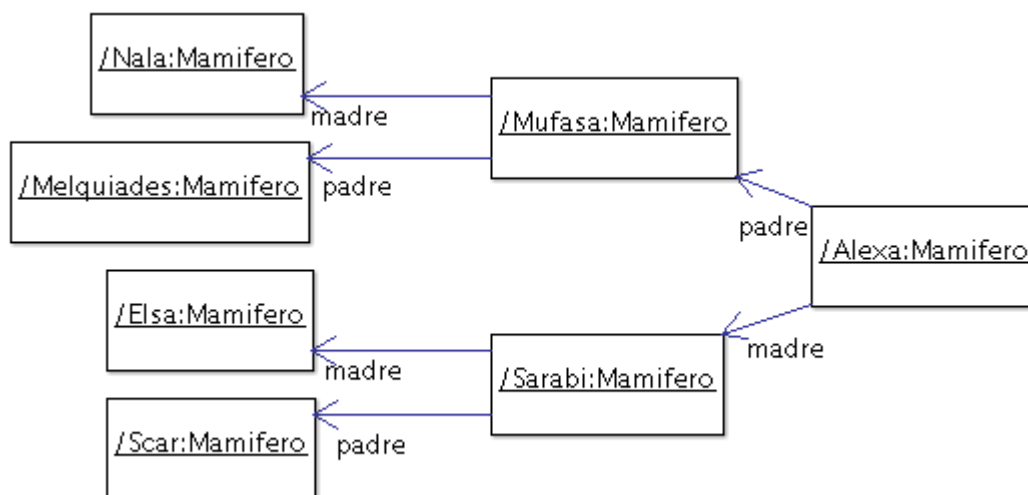 /Nala:Mamifero
madre
/Mufasa:Mamifero
/Melquiades:Mamifero
padre
padre
/Alexa:Mamifero
/Elsa:Mamifero
madre
madre
/Sarabi:Mamifero
/Scar:Mamifero
padre